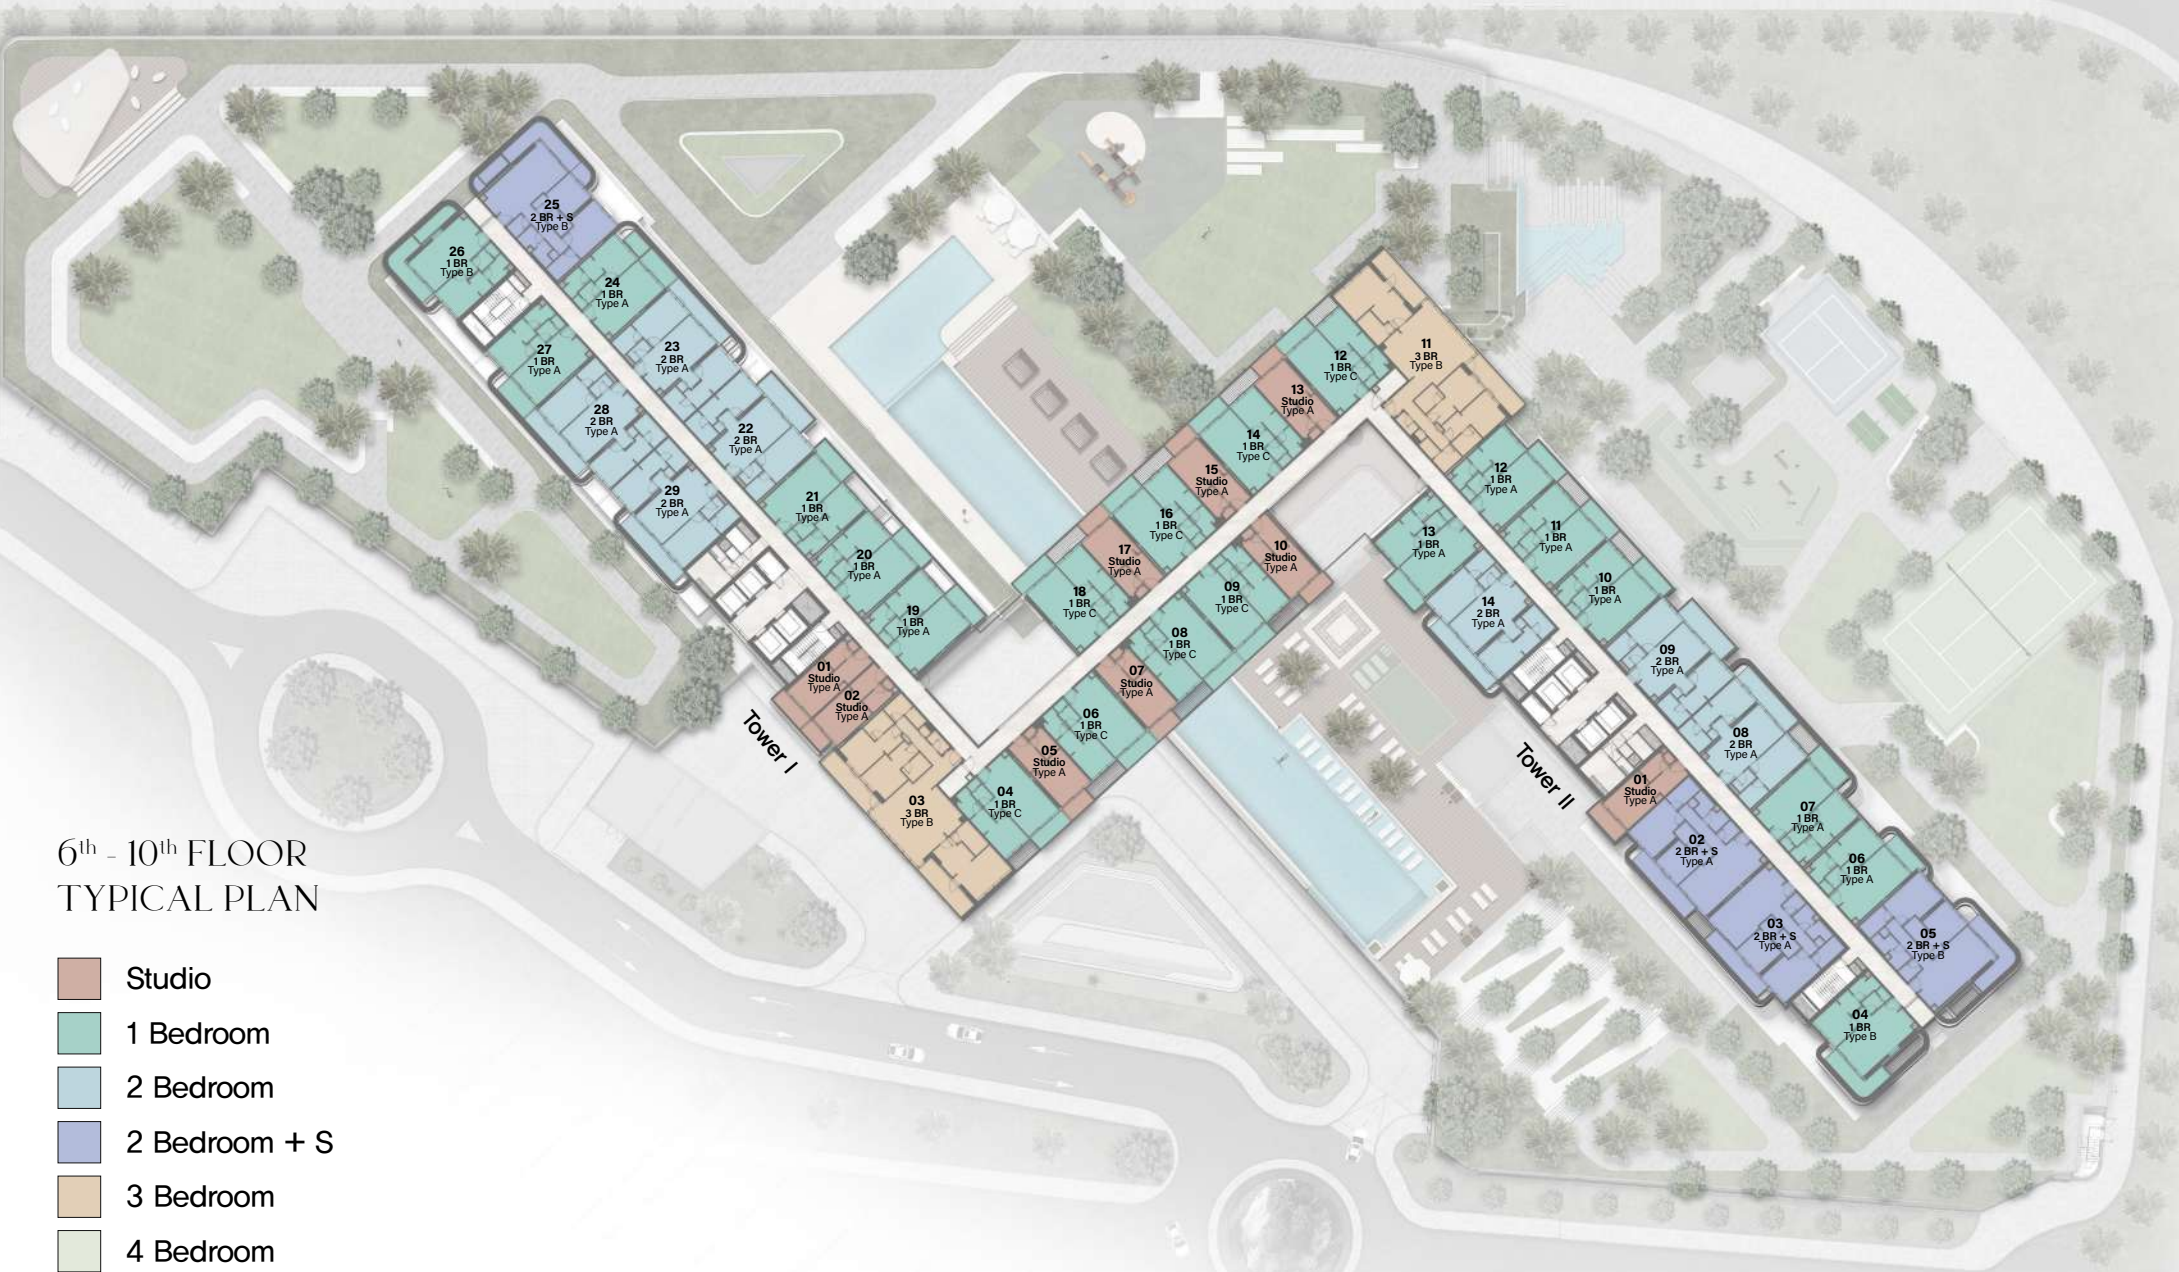 25
2 BR + S
Type B
26
1 BR
Type B
24
1 BR
Type A
27
1 BR
Type A
23
2 BR
Type A
28
2 BR
Type A
22
2 BR
Type A
29
2 BR
Type A
21
1 BR
Type A
20
1 BR
Type A
19
1 BR
Type A
01
Studio
Type A
02
Studio
Type A
03
3 BR
Type B
Tower I
04
1 BR
Type C
05
Studio
Type A
06
1 BR
Type C
07
Studio
Type A
08
1 BR
Type C
09
1 BR
Type C
10
Studio
Type A
11
3 BR
Type B
12
1 BR
Type C
13
Studio
Type A
14
1 BR
Type C
15
Studio
Type A
16
1 BR
Type C
17
Studio
Type A
18
1 BR
Type C
12
1 BR
Type A
11
1 BR
Type A
10
1 BR
Type A
13
1 BR
Type A
14
2 BR
Type A
09
2 BR
Type A
08
2 BR
Type A
07
1 BR
Type A
06
1 BR
Type A
05
2 BR + S
Type B
04
1 BR
Type B
03
2 BR + S
Type A
02
2 BR + S
Type A
01
Studio
Type A
Tower II
6th - 10th FLOOR
TYPICAL PLAN
Studio
1 Bedroom
2 Bedroom
2 Bedroom + S
3 Bedroom
4 Bedroom